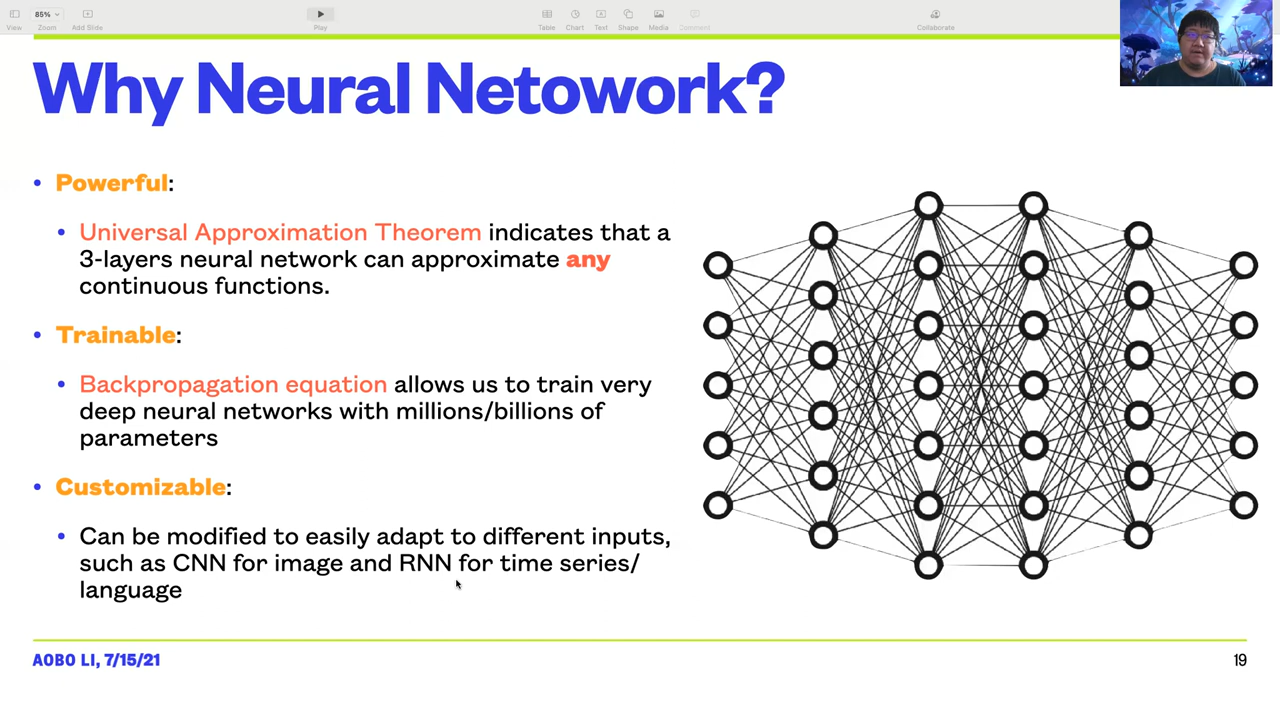 View
85%
Zoom
Add Slide
Play
Table
Chart
Text
Shape
Media
Comment
Collaborate
Why Neural Netowork?
• Powerful:
• Universal Approximation Theorem indicates that a
3-layers neural network can approximate any
continuous functions.
• Trainable:
• Backpropagation equation allows us to train very
deep neural networks with millions/billions of
parameters
• Customizable:
• Can be modified to easily adapt to different inputs,
such as CNN for image and RNN for time series/
language
AOBO LI, 7/15/21
19